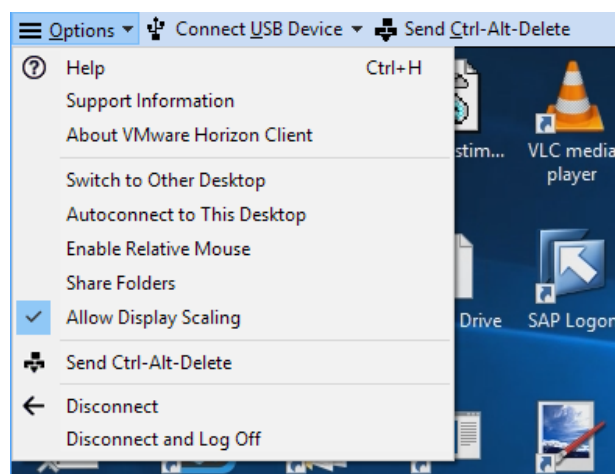 Options Connect USB Device Send Ctrl-Alt-Delete
Help Ctrl+H
Support Information
About VMware Horizon Client
Switch to Other Desktop
Autoconnect to This Desktop
Enable Relative Mouse
Share Folders
Allow Display Scaling
Send Ctrl-Alt-Delete
Disconnect
Disconnect and Log Off
stim...
VLC media
player
Drive
SAP Logon